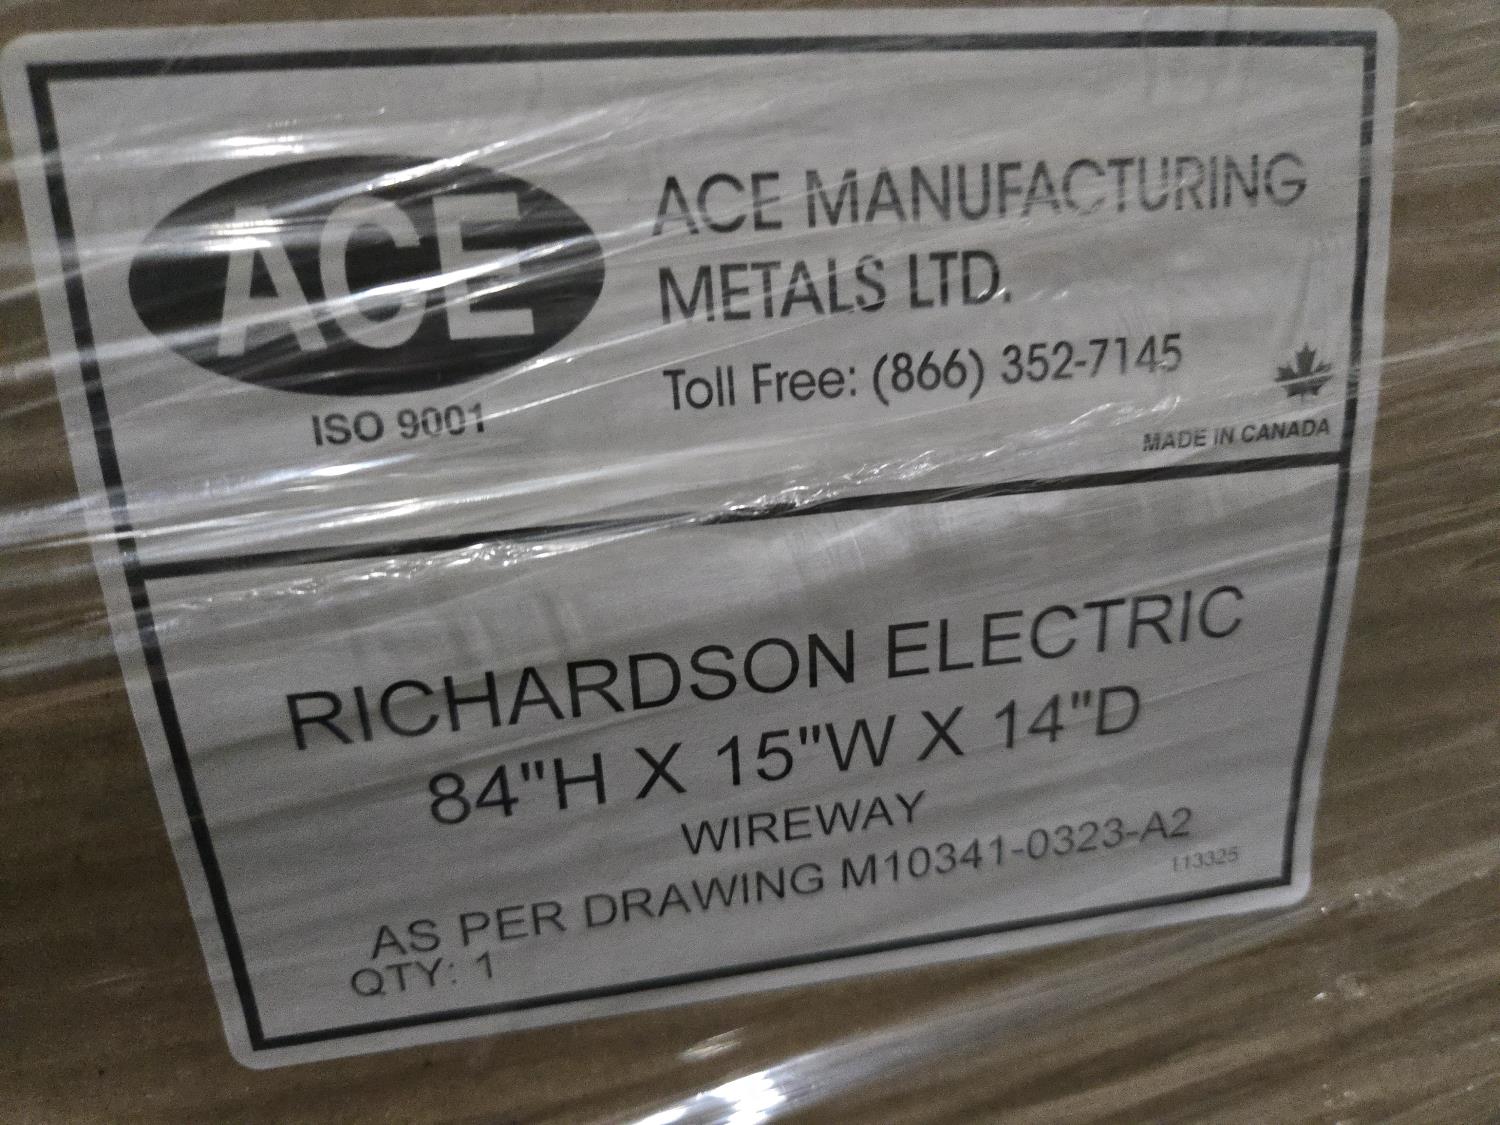 ACE
ISO 9001
ACE MANUFACTURING
METALS LTD.
Toll Free: (866) 352-7145
MADE IN CANADA
RICHARDSON ELECTRIC
84"H X 15"W X 14"D
WIREWAY
AS PER DRAWING M10341-0323-A2
113325
QTY: 1